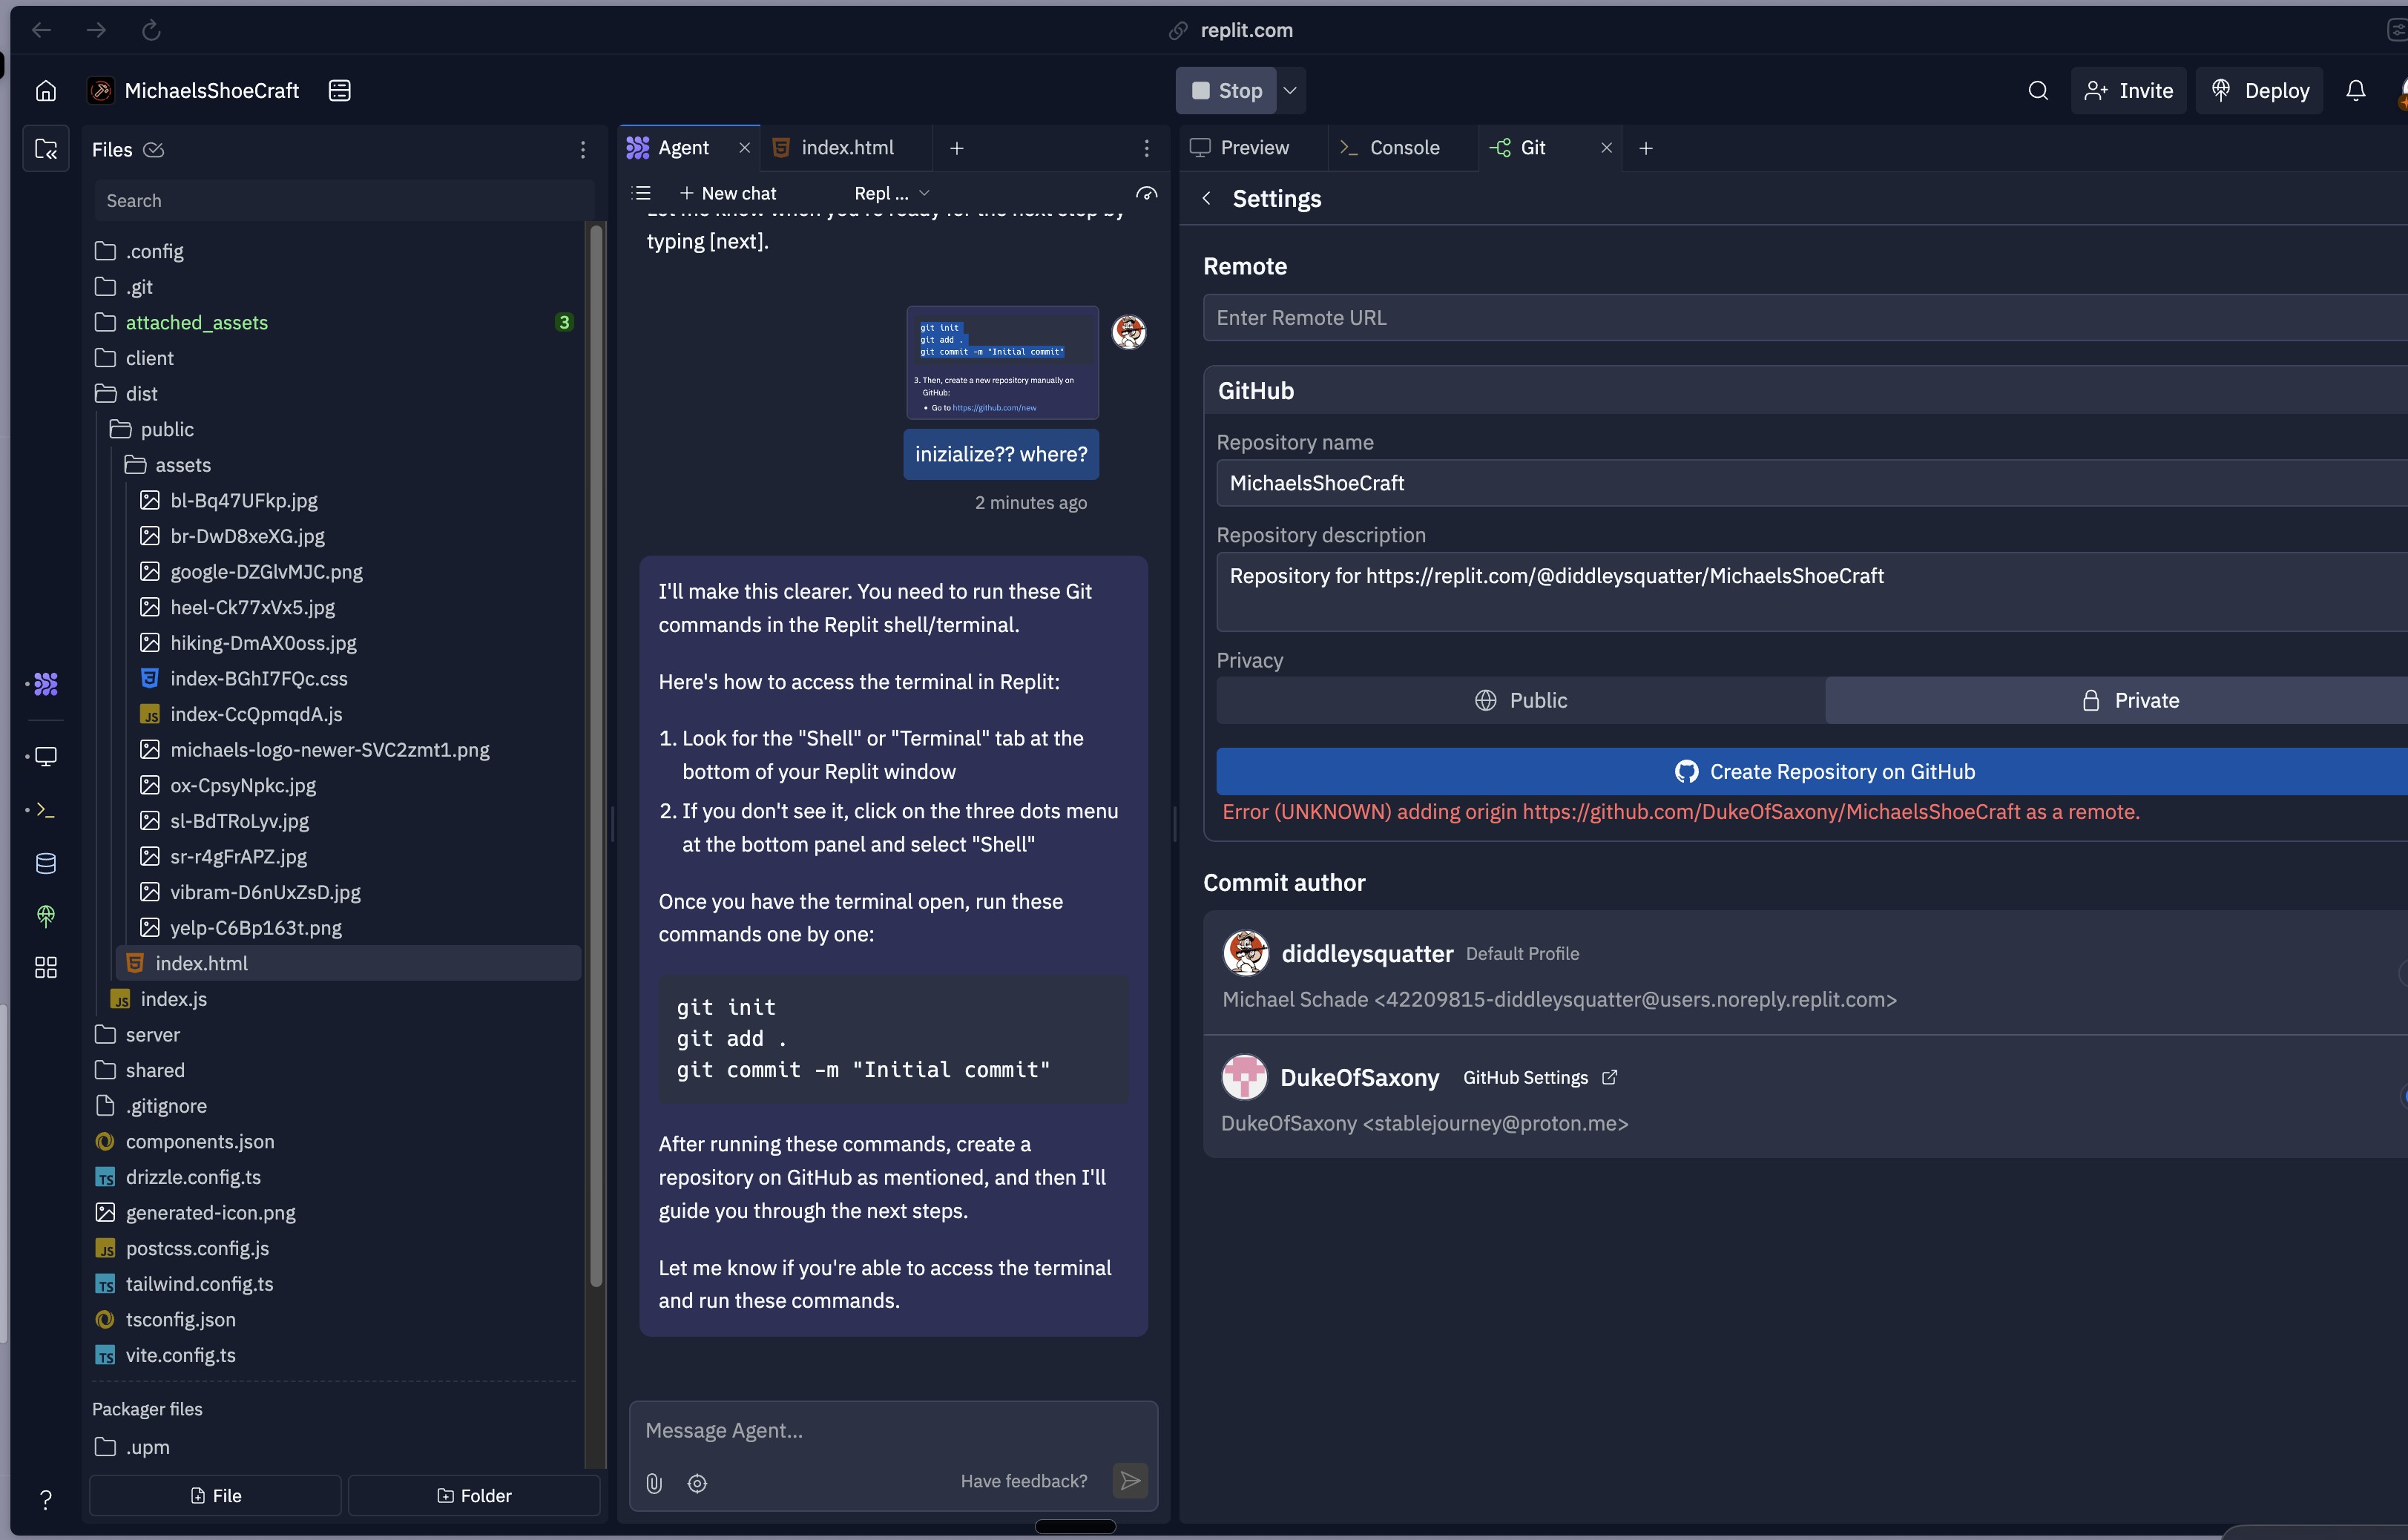 replit.com
MichaelsShoeCraft
Stop
Invite
Deploy
Files
Search
.config
.git
attached_assets
3
client
dist
public
assets
bl-Bq47UFkp.jpg
br-DwD8xeXG.jpg
google-DZGlvMJC.png
heel-Ck77xVx5.jpg
hiking-DmAX0oss.jpg
index-BGhI7FQc.css
index-CcQpmqdA.js
michaels-logo-newer-SVC2zmt1.png
ox-CpsyNpkc.jpg
sl-BdTRoLyv.jpg
sr-r4gFrAPZ.jpg
vibram-D6nUxZsD.jpg
yelp-C6Bp163t.png
index.html
index.js
server
shared
.gitignore
components.json
drizzle.config.ts
generated-icon.png
postcss.config.js
tailwind.config.ts
tsconfig.json
vite.config.ts
Packager files
.upm
File
Folder
Agent
index.html
New chat
Repl ...
Let me know when you're ready for the next step by
typing [next].
git init
git add .
git commit -m "Initial commit"
3. Then, create a new repository manually on
GitHub:
• Go to https://github.com/new
inizialize?? where?
2 minutes ago
I'll make this clearer. You need to run these Git
commands in the Replit shell/terminal.
Here's how to access the terminal in Replit:
1. Look for the "Shell" or "Terminal" tab at the
bottom of your Replit window
2. If you don't see it, click on the three dots menu
at the bottom panel and select "Shell"
Once you have the terminal open, run these
commands one by one:
git init
git add .
git commit -m "Initial commit"
After running these commands, create a
repository on GitHub as mentioned, and then I'll
guide you through the next steps.
Let me know if you're able to access the terminal
and run these commands.
Message Agent...
Have feedback?
Preview
Console
Git
Settings
Remote
Enter Remote URL
GitHub
Repository name
MichaelsShoeCraft
Repository description
Repository for https://replit.com/@diddleysquatter/MichaelsShoeCraft
Privacy
Public
Private
Create Repository on GitHub
Error (UNKNOWN) adding origin https://github.com/DukeOfSaxony/MichaelsShoeCraft as a remote.
Commit author
diddleysquatter Default Profile
Michael Schade <42209815-diddleysquatter@users.noreply.replit.com>
DukeOfSaxony GitHub Settings
DukeOfSaxony <stablejourney@proton.me>